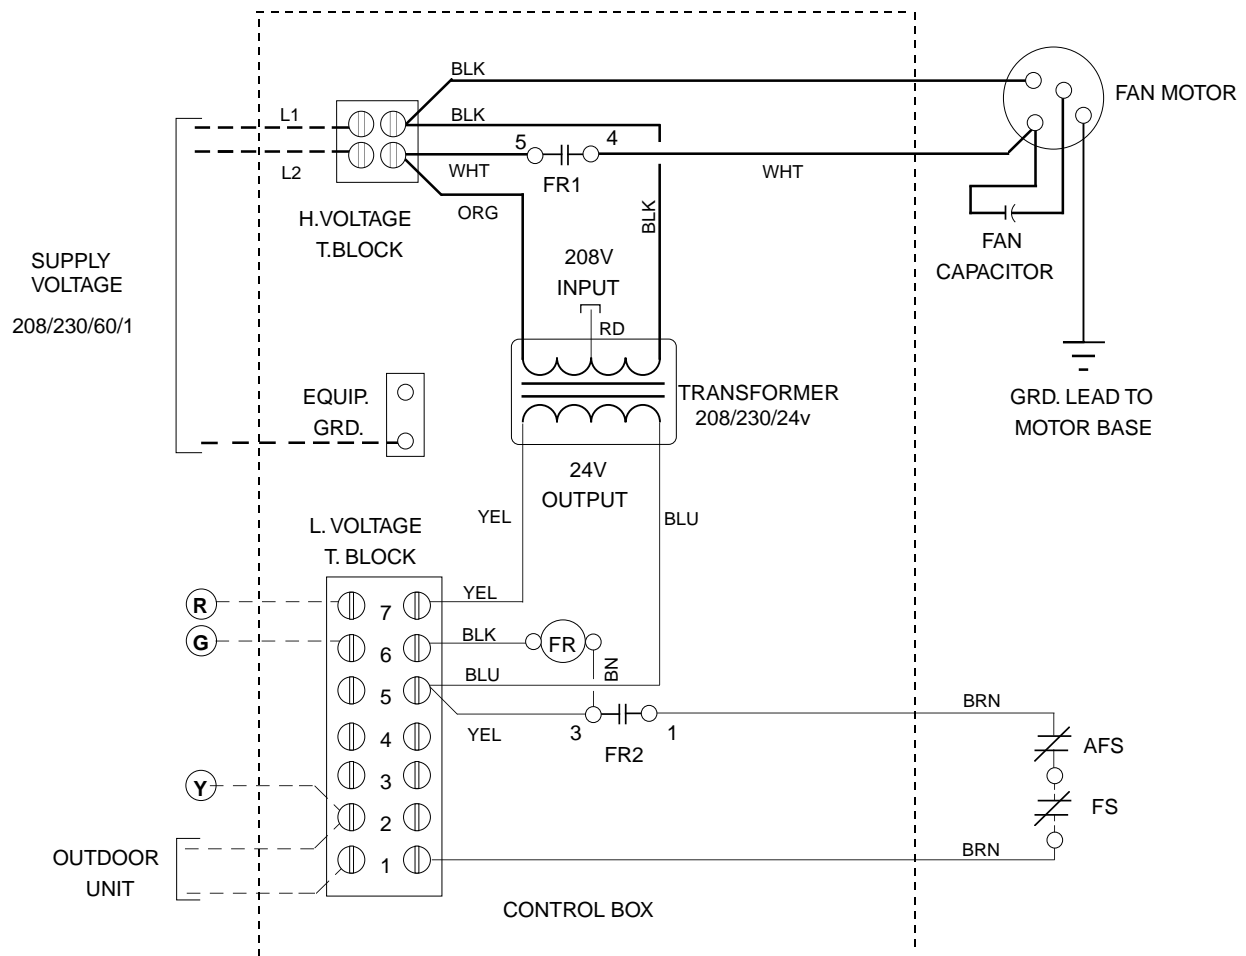 BLK
FAN MOTOR
L1
BLK
5
4
L2
WHT
FR1
WHT
ORG
BLK
H.VOLTAGE
T.BLOCK
FAN
CAPACITOR
SUPPLY
VOLTAGE
208/230/60/1
208V
INPUT
RD
EQUIP.
GRD.
TRANSFORMER
208/230/24v
GRD. LEAD TO
MOTOR BASE
24V
OUTPUT
YEL
BLU
L. VOLTAGE
T. BLOCK
R
7
YEL
G
6
BLK
FR
BN
5
BLU
BRN
YEL
3
1
FR2
4
AFS
3
Y
FS
2
OUTDOOR
UNIT
1
BRN
CONTROL BOX